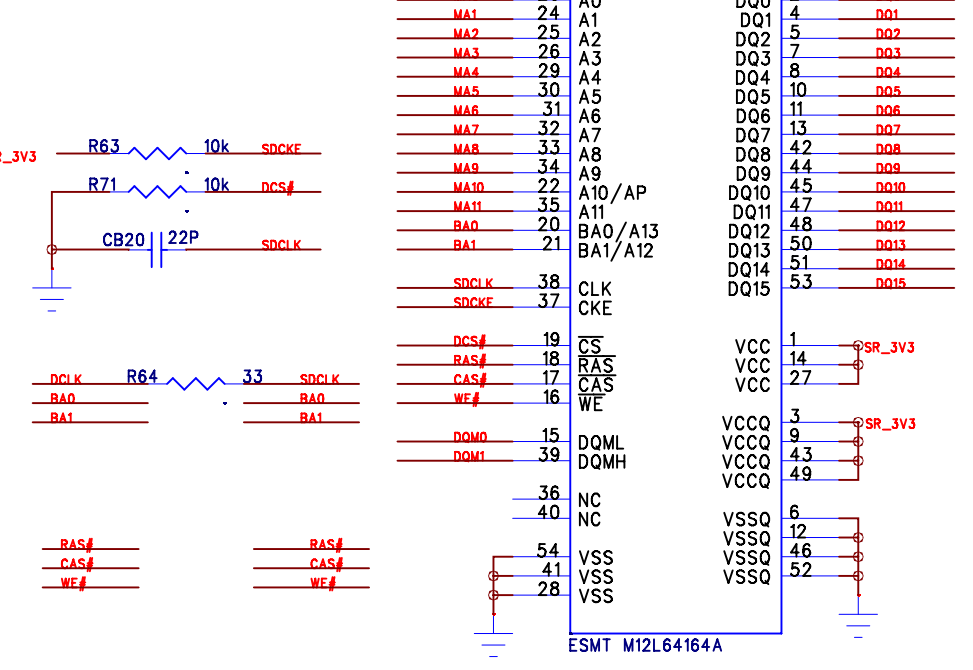 A0 DQ0
MA1 24 A1 DQ1 4 DQ1
MA2 25 A2 DQ2 5 DQ2
MA3 26 A3 DQ3 7 DQ3
MA4 29 A4 DQ4 8 DQ4
MA5 30 A5 DQ5 10 DQ5
MA6 31 A6 DQ6 11 DQ6
MA7 32 A7 DQ7 13 DQ7
R63 10k SDCKE MA8 33 A8 DQ8 42 DQ8
_3V3
MA9 34 A9 DQ9 44 DQ9
R71 10k DCS# MA10 22 A10/AP DQ10 45 DQ10
MA11 35 A11 DQ11 47 DQ11
BA0 20 BA0/A13 DQ12 48 DQ12
CB20 22P SDCLK BA1 21 BA1/A12 DQ13 50 DQ13
DQ14 51 DQ14
SDCLK 38 CLK DQ15 53 DQ15
SDCKE 37 CKE
DCS# 19 CS VCC 1 SR_3V3
RAS# 18 RAS VCC 14
DCLK R64 33 SDCLK CAS# 17 CAS VCC 27
BA0 BA0 WE# 16 WE
BA1 BA1 VCCQ 3 SR_3V3
DQM0 15 DQML VCCQ 9
DQM1 39 DQMH VCCQ 43
VCCQ 49
36 NC
40 NC VSSQ 6
VSSQ 12
RAS# RAS# 54 VSS VSSQ 46
CAS# CAS# 41 VSS VSSQ 52
WE# WE# 28 VSS
ESMT M12L64164A